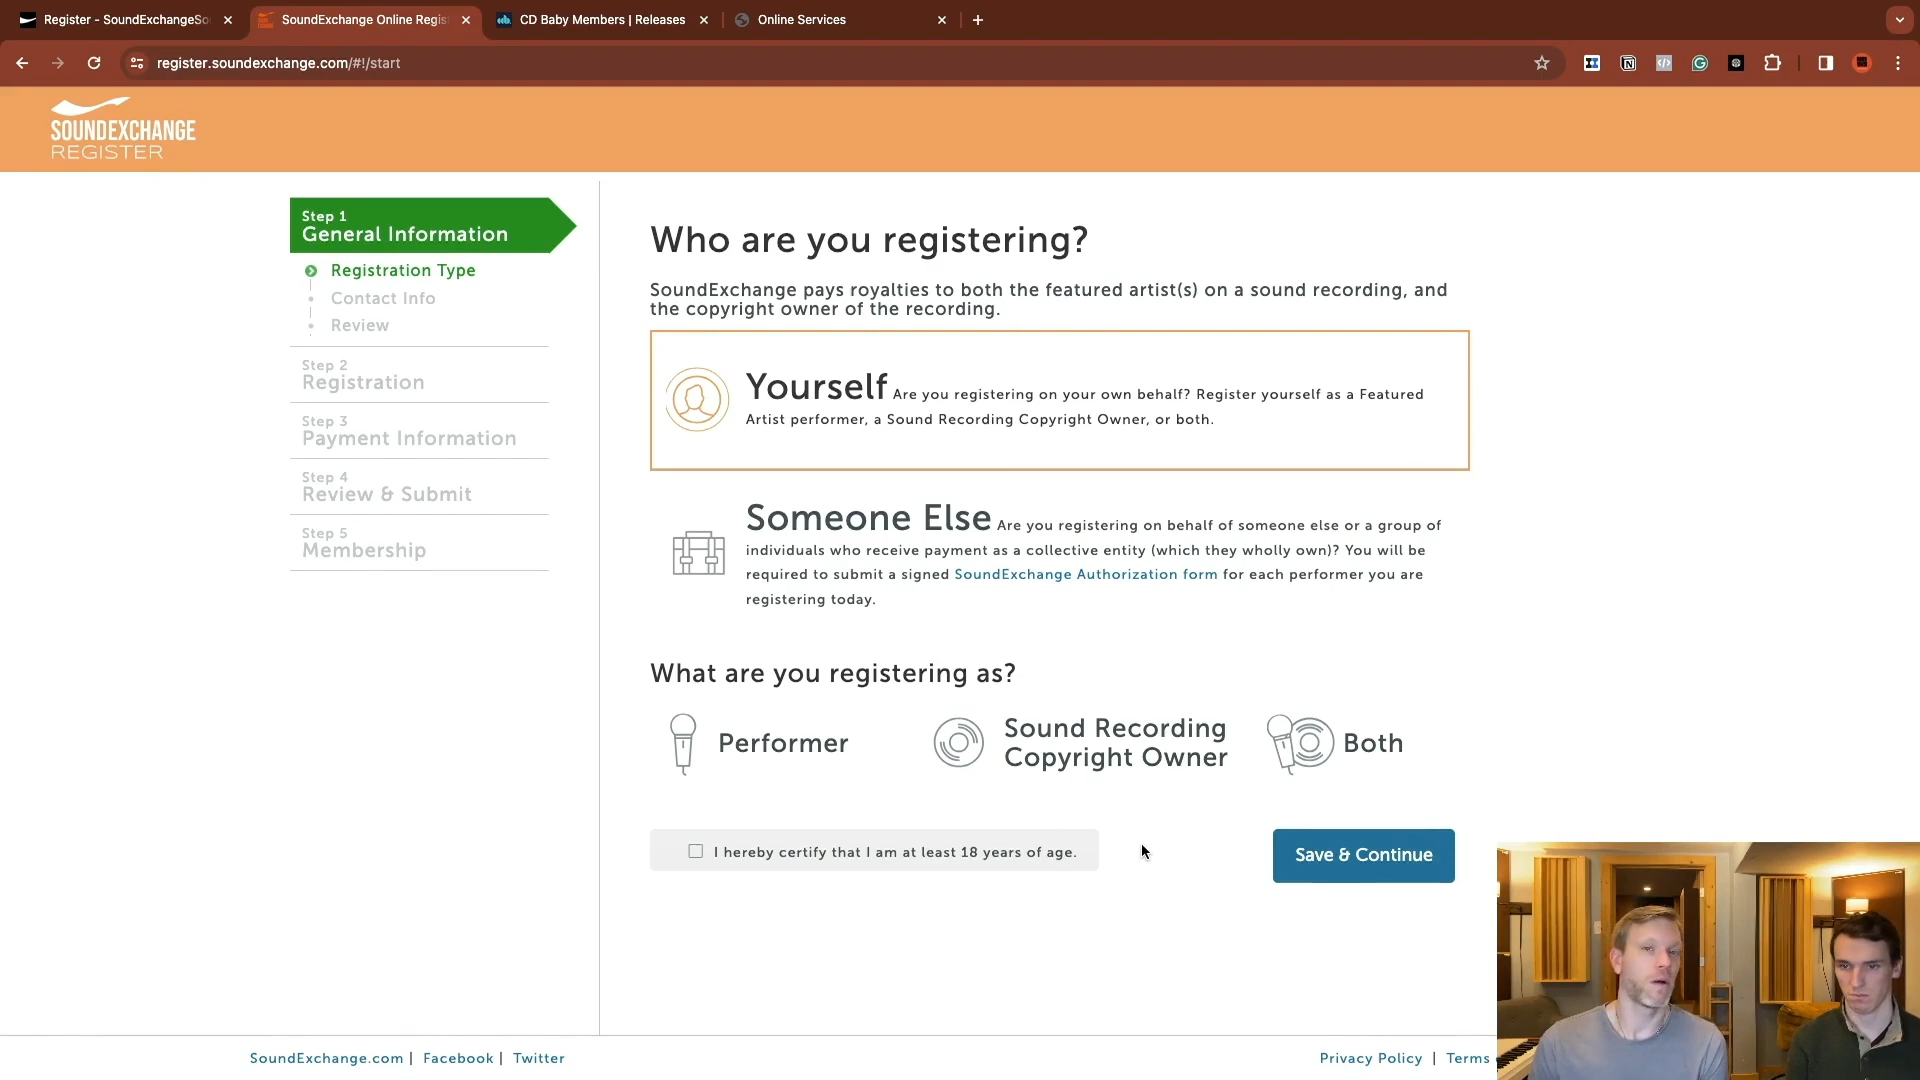 Register - SoundExchangeSo
SoundExchange Online Regis
CD Baby Members | Releases
Online Services
register.soundexchange.com/#!/start
SOUNDEXCHANGE
REGISTER
Step 1
General Information
Registration Type
Contact Info
Review
Step 2
Registration
Step 3
Payment Information
Step 4
Review & Submit
Step 5
Membership
Who are you registering?
SoundExchange pays royalties to both the featured artist(s) on a sound recording, and
the copyright owner of the recording.
Yourself Are you registering on your own behalf? Register yourself as a Featured
Artist performer, a Sound Recording Copyright Owner, or both.
Someone Else Are you registering on behalf of someone else or a group of
individuals who receive payment as a collective entity (which they wholly own)? You will be
required to submit a signed SoundExchange Authorization form for each performer you are
registering today.
What are you registering as?
Performer
Sound Recording
Copyright Owner
Both
I hereby certify that I am at least 18 years of age.
Save & Continue
SoundExchange.com | Facebook | Twitter
Privacy Policy | Terms